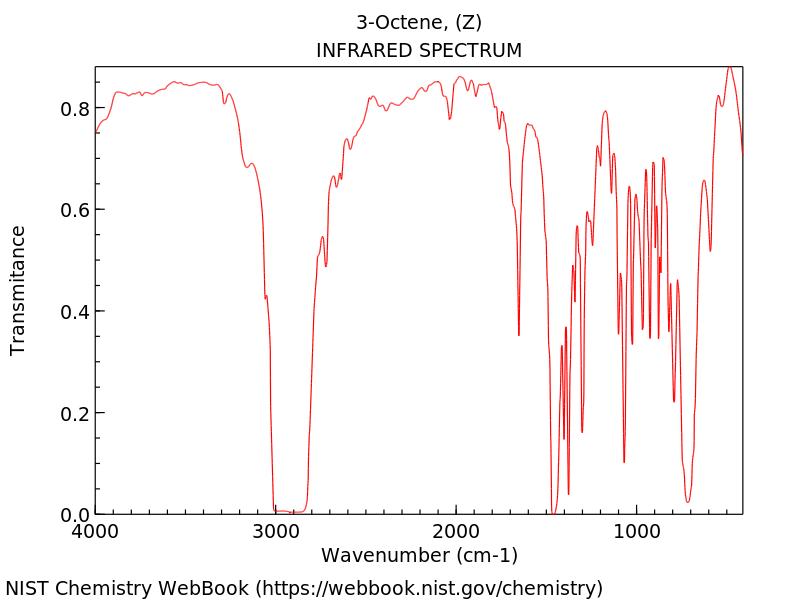 3-Octene, (Z)
INFRARED SPECTRUM
Transmitance
0.8
0.6
0.4
0.2
0.0
4000 3000 2000 1000
Wavenumber (cm-1)
NIST Chemistry WebBook (https://webbook.nist.gov/chemistry)